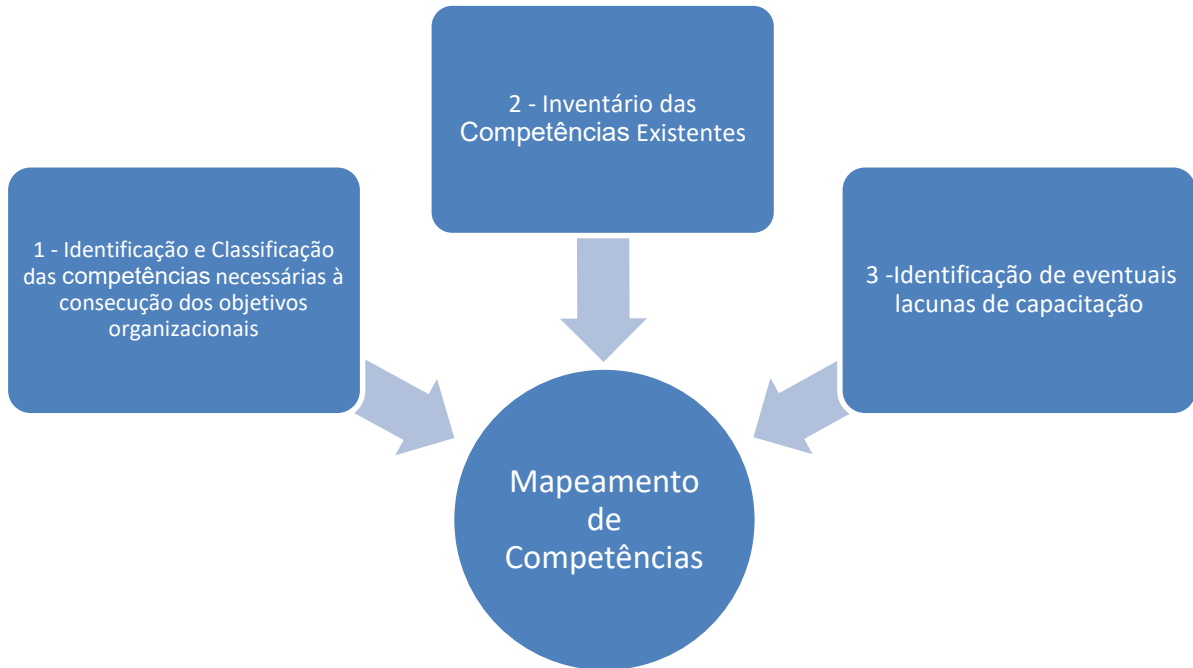 1 - Identificação e Classificação
das competências necessárias à
consecução dos objetivos
organizacionais
2 - Inventário das
Competências Existentes
3 -Identificação de eventuais
lacunas de capacitação
Mapeamento
de
Competências